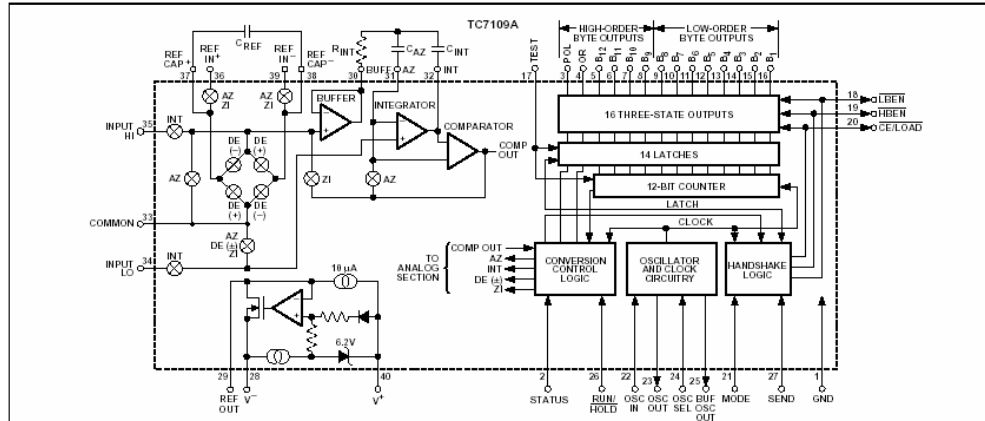 TC7109A
HIGH-ORDER BYTE OUTPUTS
LOW-ORDER BYTE OUTPUTS
TEST
POL
OR
B12
B11
B10
B9
B8
B7
B6
B5
B4
B3
B2
B1
17
3
4
5
6
7
8
9
10
11
12
13
14
15
16
REF CAP+
REF IN+
CREF
REF IN−
REF CAP−
RINT
BUFF
CAZ
AZ
CINT
INT
37
36
39
38
30
31
32
AZ
ZI
AZ
ZI
BUFFER
INTEGRATOR
COMPARATOR
COMP OUT
INPUT HI
35
INT
DE (−)
DE (+)
DE (+)
DE (−)
AZ
ZI
AZ
COMMON
33
AZ
DE (±)
ZI
INPUT LO
34
INT
10 µA
6.2V
29
28
40
REF OUT
V−
V+
16 THREE-STATE OUTPUTS
14 LATCHES
12-BIT COUNTER
LATCH
CLOCK
18
LBEN
19
HBEN
20
CE/LOAD
TO ANALOG SECTION
COMP OUT
AZ
INT
DE (±)
ZI
CONVERSION CONTROL LOGIC
OSCILLATOR AND CLOCK CIRCUITRY
HANDSHAKE LOGIC
2
26
22
23
24
25
21
27
1
STATUS
RUN/HOLD
OSC IN
OSC OUT
OSC SEL
BUF OSC OUT
MODE
SEND
GND